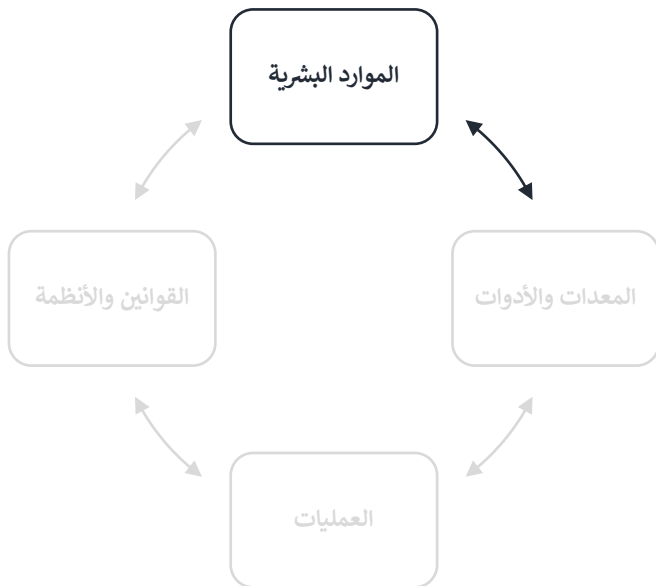 الموارد البشرية
المعدات والأدوات
القوانين والأنظمة
العمليات